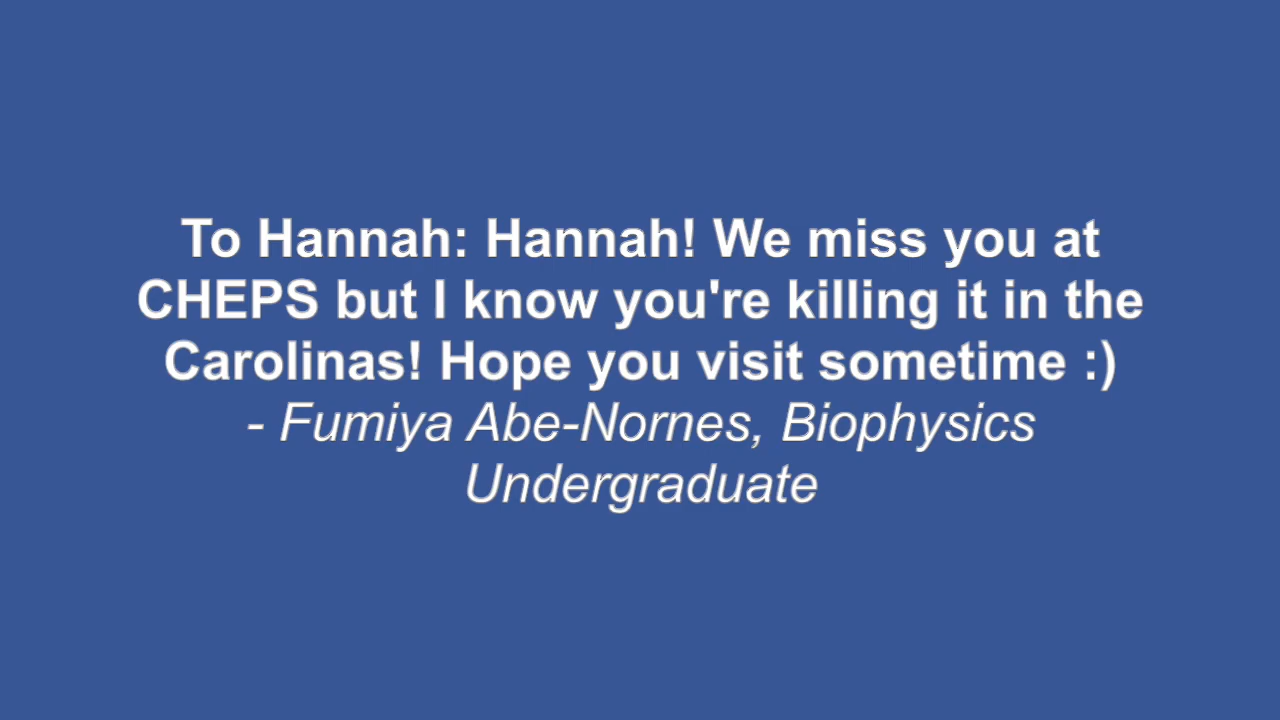 To Hannah: Hannah! We miss you at
CHEPS but I know you're killing it in the
Carolinas! Hope you visit sometime :)
- Fumiya Abe-Nornes, Biophysics
Undergraduate